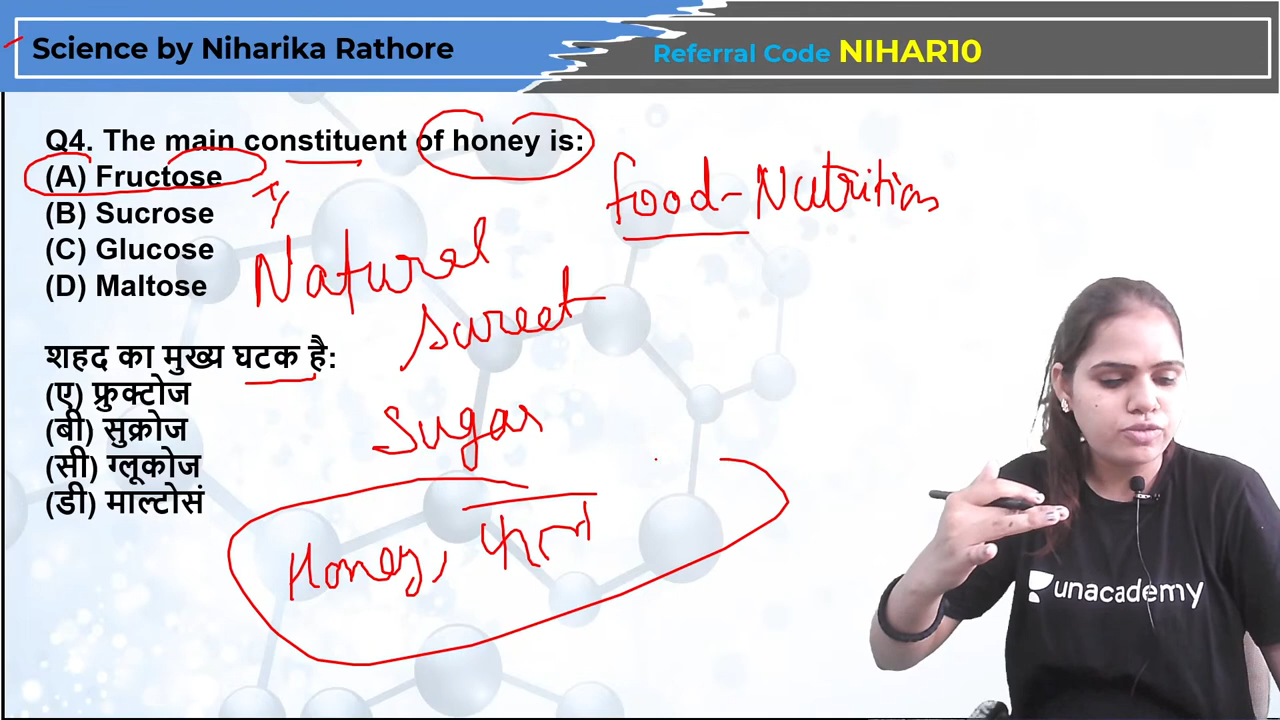 Science by Niharika Rathore
Referral Code NIHAR10
Q4. The main constituent of honey is:
(A) Fructose
(B) Sucrose
(C) Glucose
(D) Maltose
शहद का मुख्य घटक है:
(ए) फ्रुक्टोज
(बी) सुक्रोज
(सी) ग्लूकोज
(डी) माल्टोसं
Food - Nutrition
Natural
Sweet
Sugar
Honey, फल
unacademy